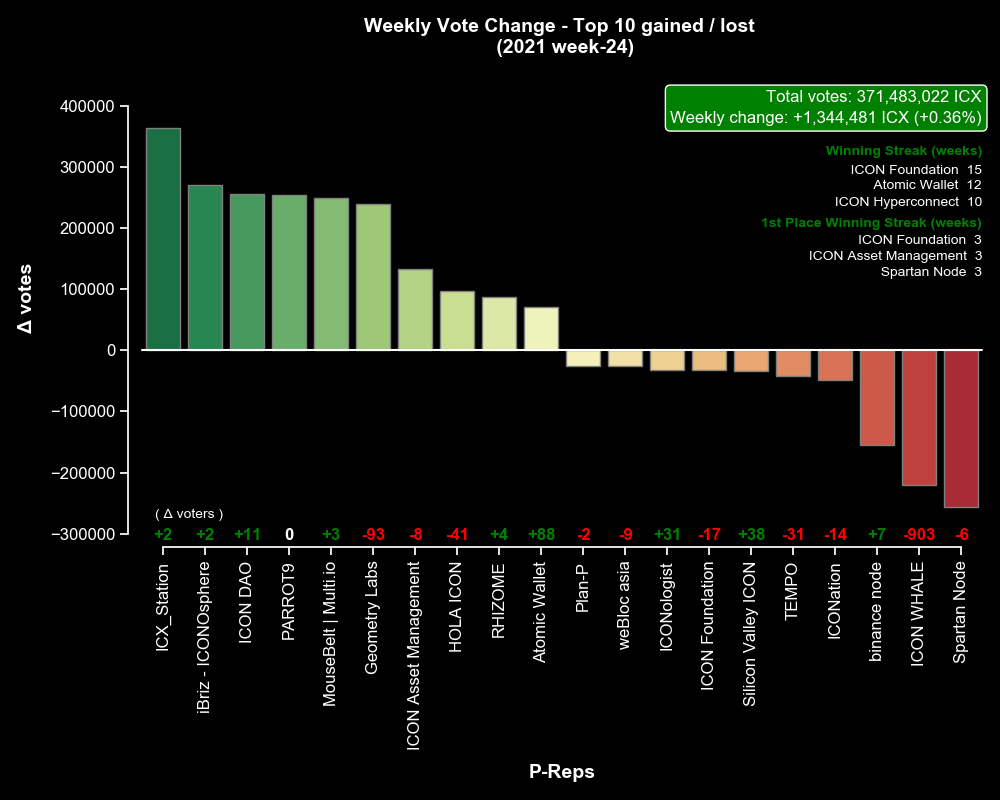 Weekly Vote Change - Top 10 gained / lost
(2021 week-24)
Total votes: 371,483,022 ICX
Weekly change: +1,344,481 ICX (+0.36%)
Winning Streak (weeks)
ICON Foundation 15
Atomic Wallet 12
ICON Hyperconnect 10
1st Place Winning Streak (weeks)
ICON Foundation 3
ICON Asset Management 3
Spartan Node 3
Δ votes
400000
300000
200000
100000
0
−100000
−200000
−300000
( Δ voters )
+2 +2 +11 0 +3 -93 -8 -41 +4 +88 -2 -9 +31 -17 +38 -31 -14 +7 -903 -6
ICX_Station
iBriz - ICONOsphere
ICON DAO
PARROT9
MouseBelt | Multi.io
Geometry Labs
ICON Asset Management
HOLA ICON
RHIZOME
Atomic Wallet
Plan-P
weBloc asia
ICONologist
ICON Foundation
Silicon Valley ICON
TEMPO
ICONation
binance node
ICON WHALE
Spartan Node
P-Reps